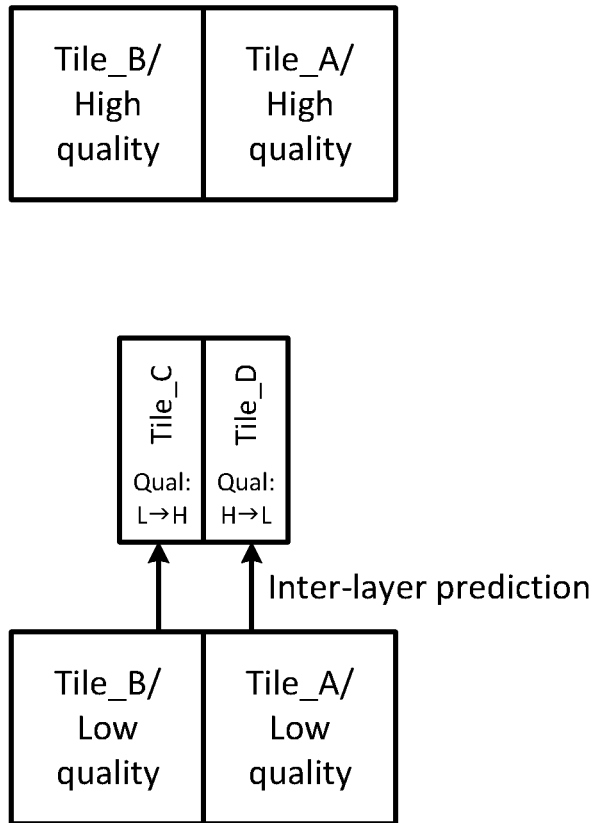 Tile_B/
High
quality
Tile_A/
High
quality
Tile_C
Qual:
L→H
Tile_D
Qual:
H→L
Inter-layer prediction
Tile_B/
Low
quality
Tile_A/
Low
quality